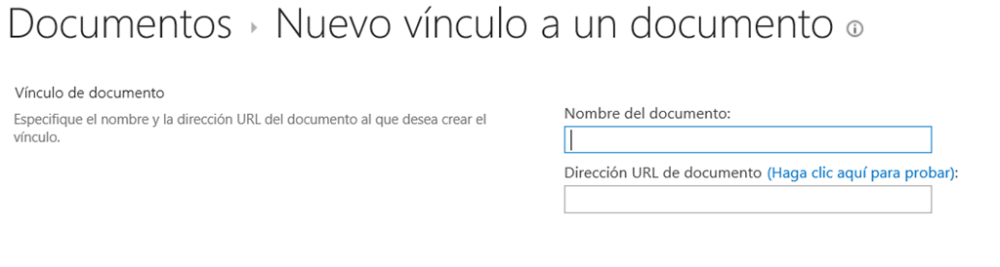 Documentos ▸ Nuevo vínculo a un documento
Vínculo de documento
Especifique el nombre y la dirección URL del documento al que desea crear el
vínculo.
Nombre del documento:
Dirección URL de documento (Haga clic aquí para probar):